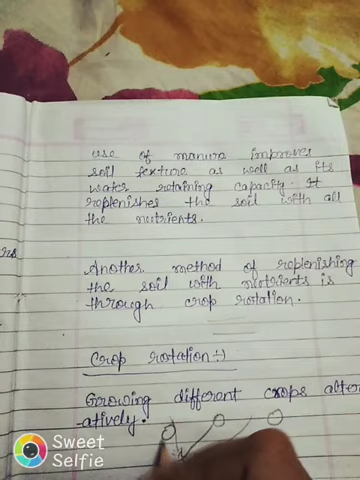 use of manure improves
soil texture as well as its
water retaining capacity. It
replenishes the soil with all
the nutrients.
Another method of replenishing
the soil with nutrients is
through crop rotation.
Crop rotation:-
Growing different crops alter
-atively.
Sweet
Selfie